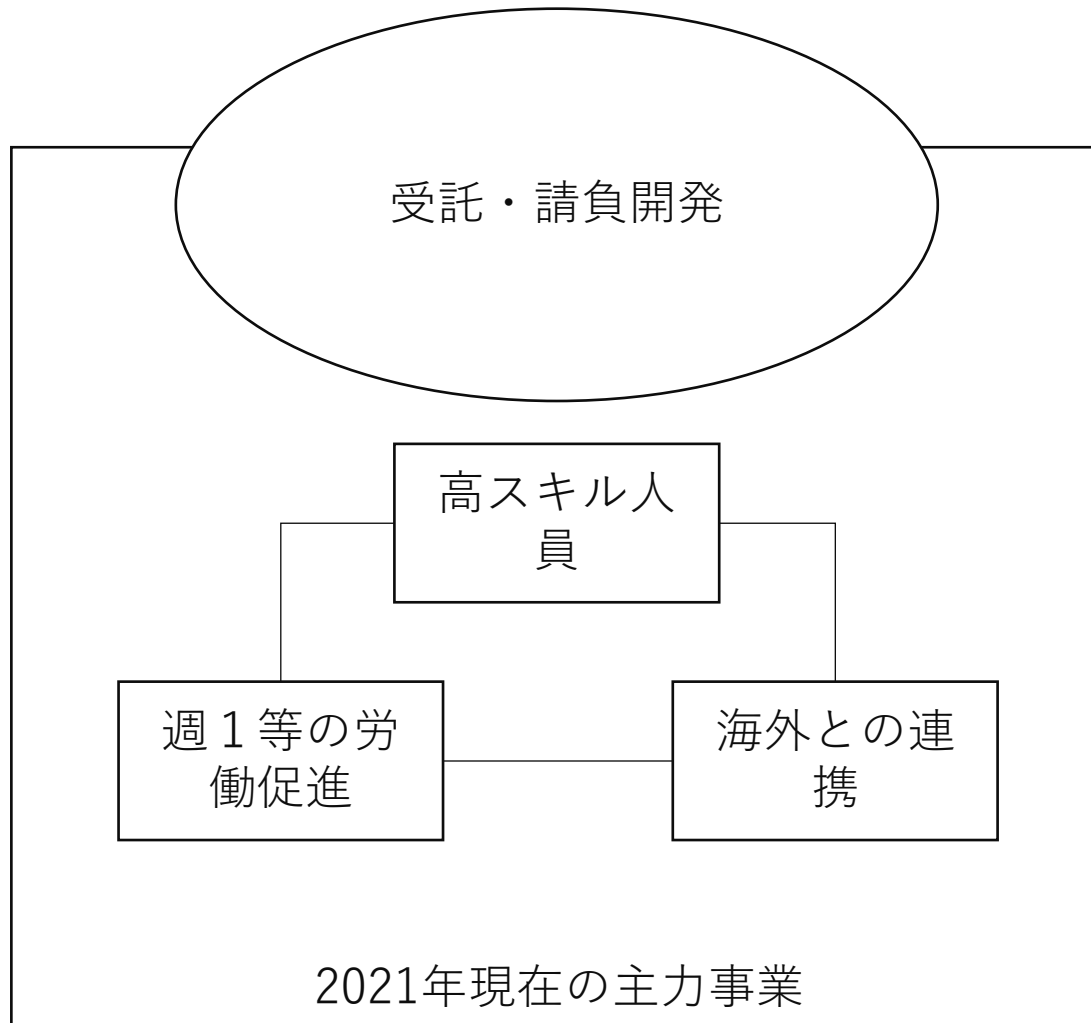 受託・請負開発
高スキル人
員
週１等の労
働促進
海外との連
携
2021年現在の主力事業